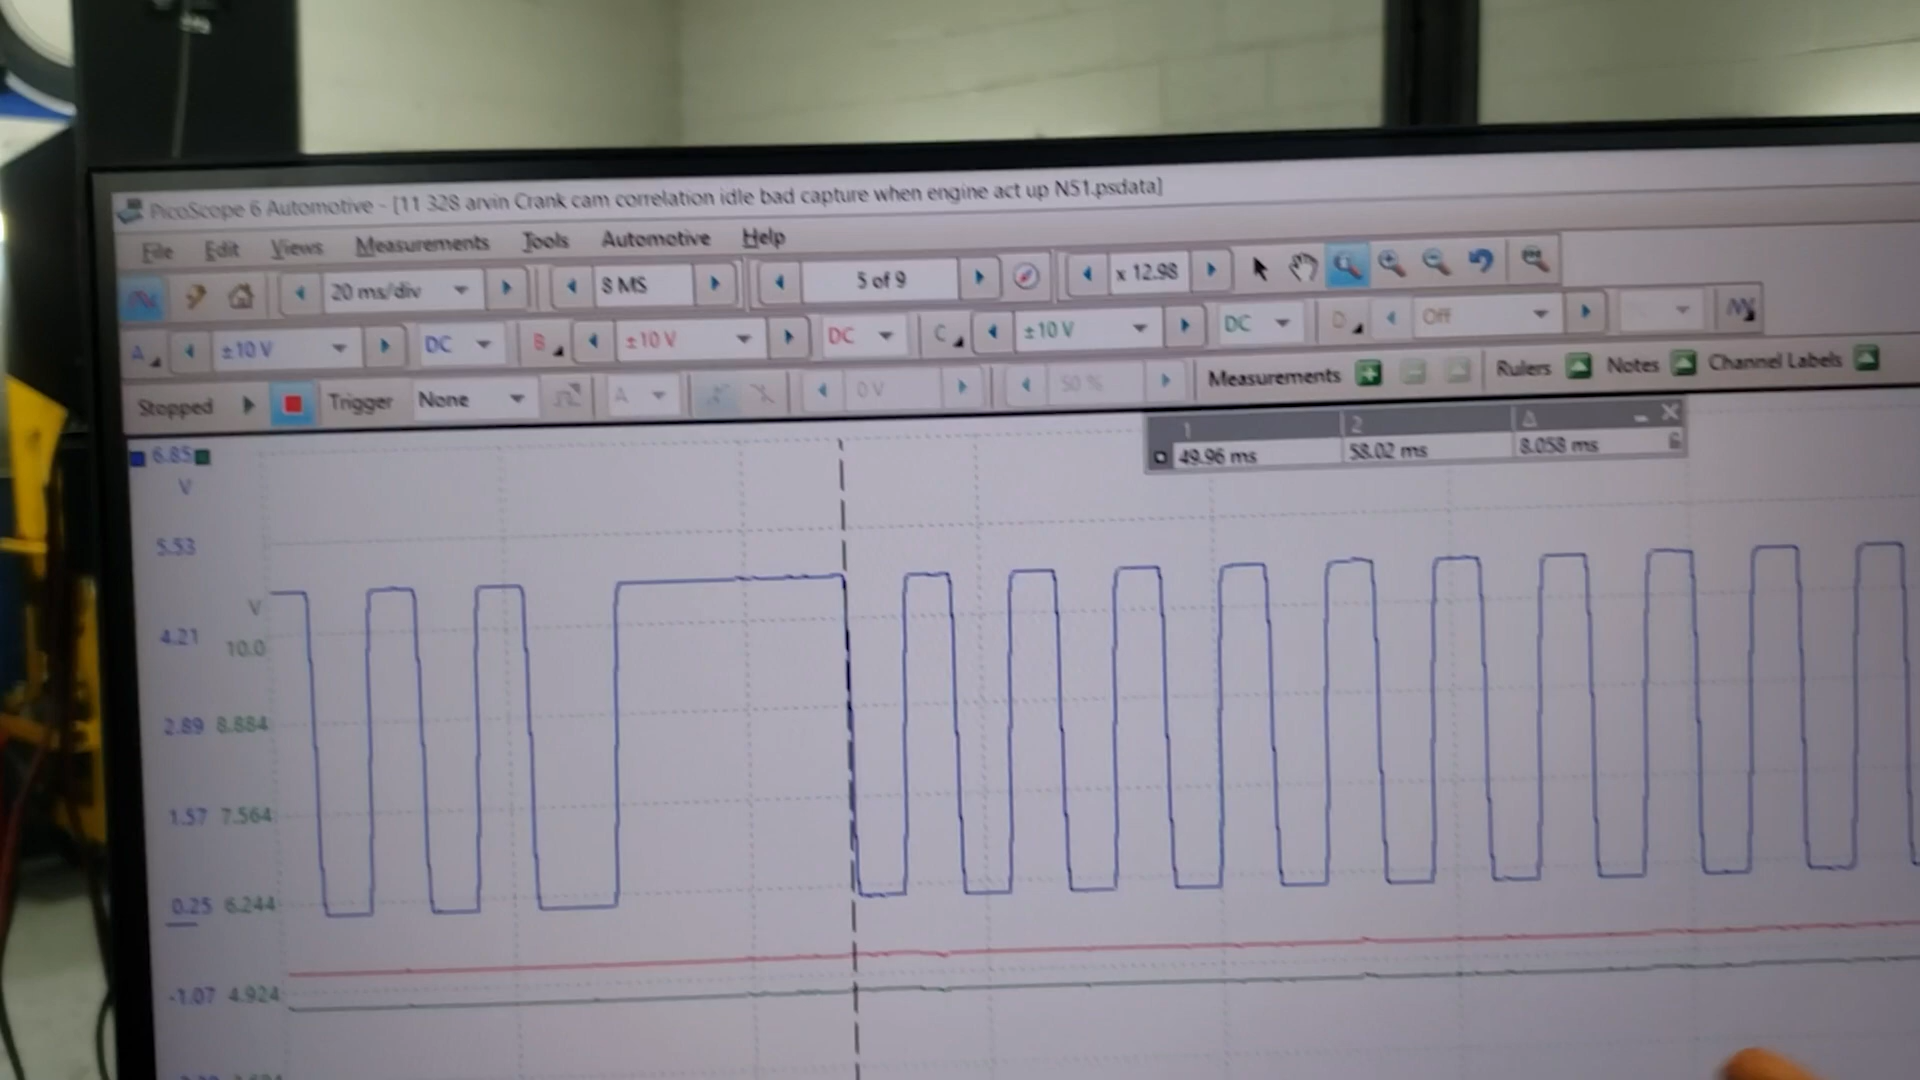 PicoScope 6 Automotive - [11 328 arvin Crank cam correlation idle bad capture when engine act up N51.psdata]
File Edit Views Measurements Tools Automotive Help
20 ms/div 8 MS 5 of 9 x 12.98
A ±10 V DC B ±10 V DC C ±10 V DC D Off
Stopped Trigger None A 0 V 50 % Measurements Rulers Notes Channel Labels
1 2 Δ
49.96 ms 58.02 ms 8.058 ms
6.85
V
5.53
V
4.21 10.0
2.89 8.884
1.57 7.564
0.25 6.244
-1.07 4.924